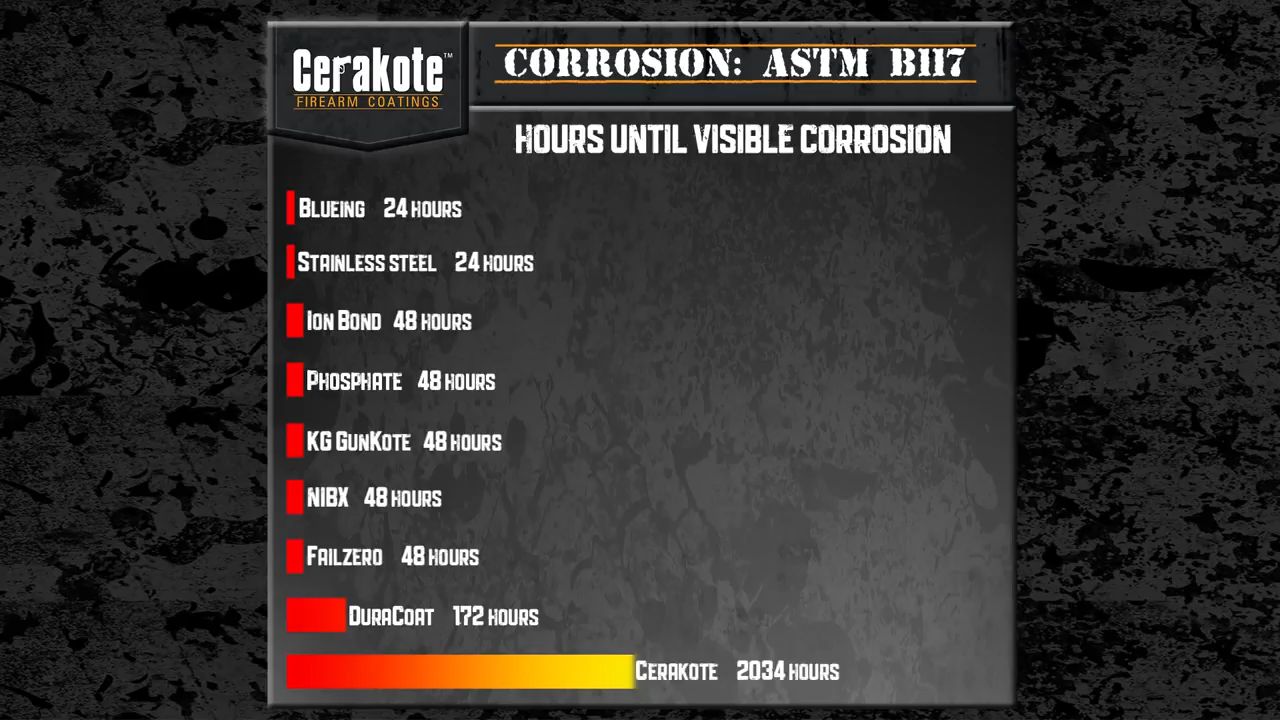 Cerakote™
FIREARM COATINGS
CORROSION: ASTM B117
HOURS UNTIL VISIBLE CORROSION
BLUEING 24 HOURS
STAINLESS STEEL 24 HOURS
ION BOND 48 HOURS
PHOSPHATE 48 HOURS
KG GUNKOTE 48 HOURS
NIBX 48 HOURS
FAILZERO 48 HOURS
DURACOAT 172 HOURS
CERAKOTE 2034 HOURS